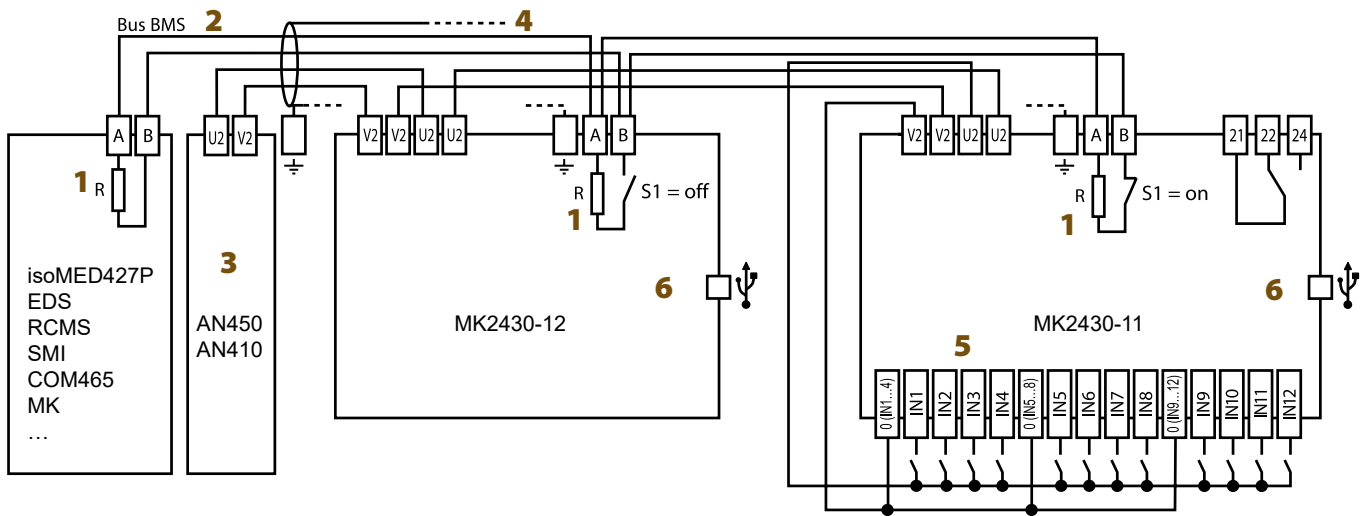 Bus BMS 2 4
A B
1 R
isoMED427P
EDS
RCMS
SMI
COM465
MK
…
U2 V2
3
AN450
AN410
V2 V2 U2 U2 A B
R S1 = off
1
6
MK2430-12
V2 V2 U2 U2 A B 21 22 24
R S1 = on
1
6
MK2430-11
5
0 (IN1...4) IN1 IN2 IN3 IN4 0 (IN5...8) IN5 IN6 IN7 IN8 0 (IN9...12) IN9 IN10 IN11 IN12